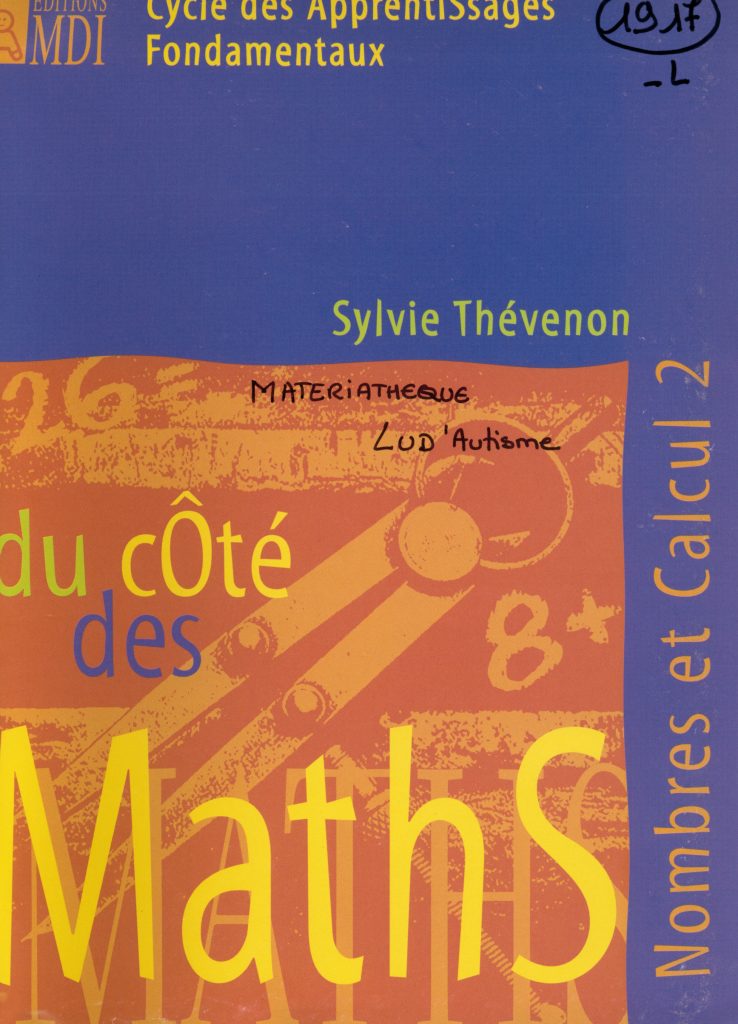 EDITIONS
MDI
Cycle des ApprentiSsages
Fondamentaux
1917
-L
Sylvie Thévenon
MATERIATHEQUE
LUD'Autisme
26=
du cÔté
des
8+
MathS
MATHS
Nombres et Calcul 2